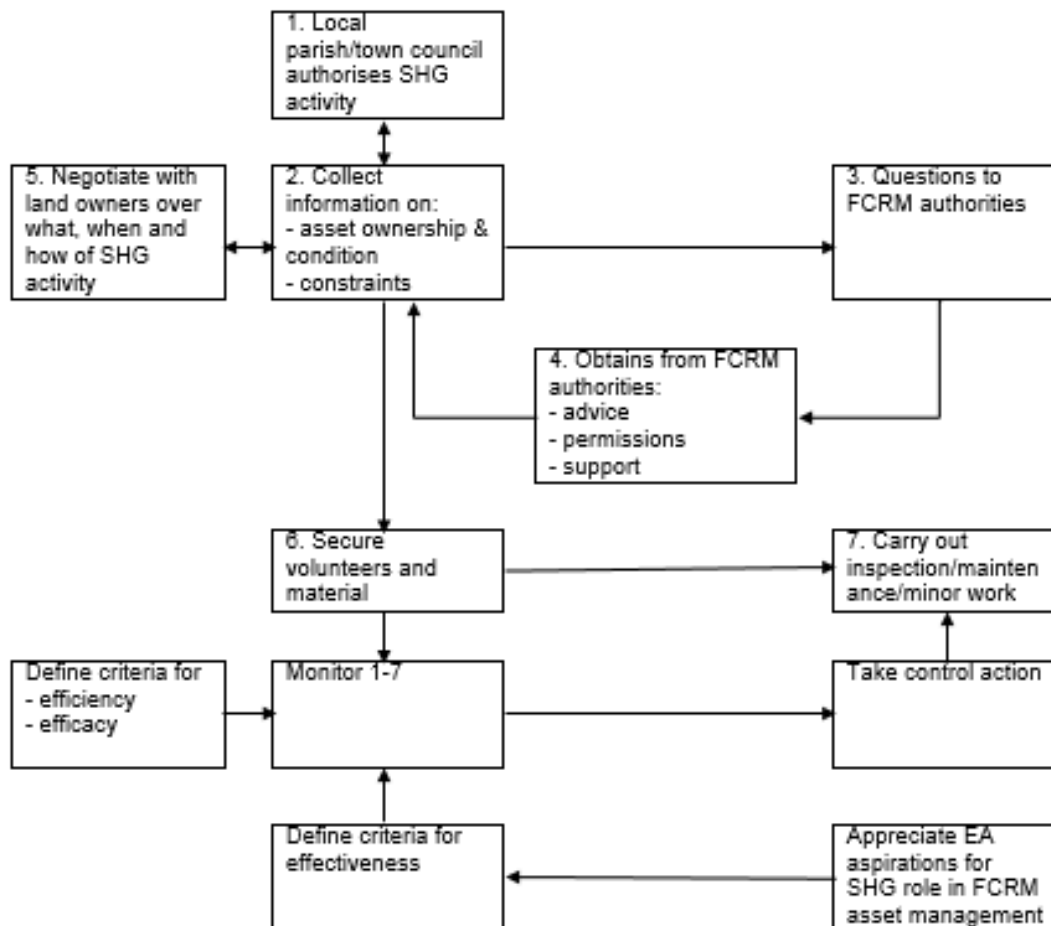 1. Local
parish/town council
authorises SHG
activity
5. Negotiate with
land owners over
what, when and
how of SHG
activity
2. Collect
information on:
- asset ownership &
condition
- constraints
3. Questions to
FCRM authorities
4. Obtains from FCRM
authorities:
- advice
- permissions
- support
6. Secure
volunteers and
material
7. Carry out
inspection/mainten
ance/minor work
Define criteria for
- efficiency
- efficacy
Monitor 1-7
Take control action
Define criteria for
effectiveness
Appreciate EA
aspirations for
SHG role in FCRM
asset management